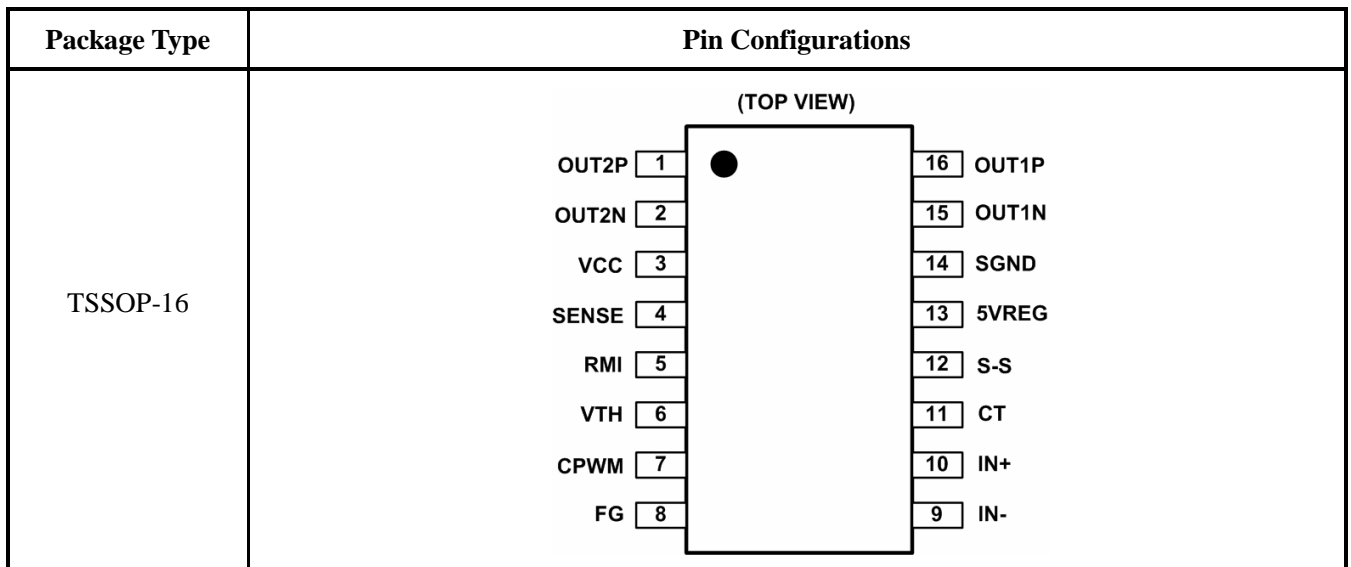 Package Type Pin Configurations
TSSOP-16
(TOP VIEW)
OUT2P 1 16 OUT1P
OUT2N 2 15 OUT1N
VCC 3 14 SGND
SENSE 4 13 5VREG
RMI 5 12 S-S
VTH 6 11 CT
CPWM 7 10 IN+
FG 8 9 IN-